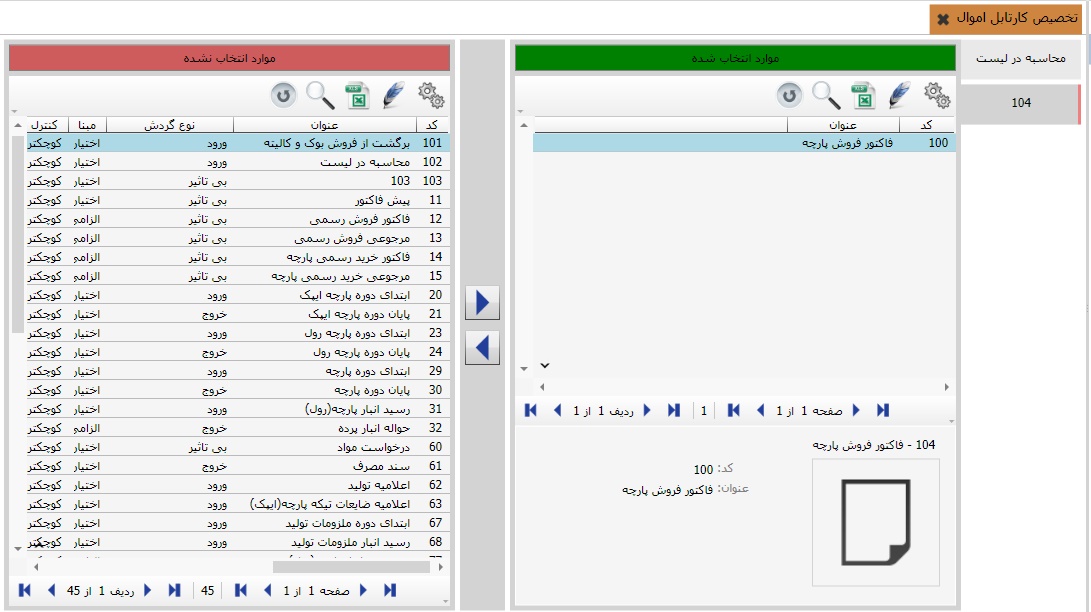 تخصیص کارتابل اموال
محاسبه در لیست
104
موارد انتخاب شده
کد عنوان
100 فاکتور فروش پارچه
ردیف 1 از 1
1
صفحه 1 از 1
104 - فاکتور فروش پارچه
کد: 100
عنوان: فاکتور فروش پارچه
موارد انتخاب نشده
کد عنوان نوع گردش مبنا کنترل
101 برگشت از فروش بوک و کالیته ورود اختیار کوچکتر
102 محاسبه در لیست ورود اختیار کوچکتر
103 103 بی تاثیر اختیار کوچکتر
11 پیش فاکتور بی تاثیر اختیار کوچکتر
12 فاکتور فروش رسمی بی تاثیر الزامی کوچکتر
13 مرجوعی فروش رسمی بی تاثیر الزامی کوچکتر
14 فاکتور خرید رسمی پارچه بی تاثیر الزامی کوچکتر
15 مرجوعی خرید رسمی پارچه بی تاثیر الزامی کوچکتر
20 ابتدای دوره پارچه ایپک ورود اختیار کوچکتر
21 پایان دوره پارچه ایپک خروج اختیار کوچکتر
23 ابتدای دوره پارچه رول ورود اختیار کوچکتر
24 پایان دوره پارچه رول خروج اختیار کوچکتر
29 ابتدای دوره پارچه ورود اختیار کوچکتر
30 پایان دوره پارچه خروج اختیار کوچکتر
31 رسید انبار پارچه(رول) ورود اختیار کوچکتر
32 حواله انبار پرده خروج الزامی کوچکتر
60 درخواست مواد بی تاثیر اختیار کوچکتر
61 سند مصرف خروج اختیار کوچکتر
62 اعلامیه تولید ورود اختیار کوچکتر
63 اعلامیه ضایعات تیکه پارچه(ایپک) ورود اختیار کوچکتر
67 ابتدای دوره ملزومات تولید ورود اختیار کوچکتر
68 رسید انبار ملزومات تولید ورود اختیار کوچکتر
ردیف 1 از 45
45
صفحه 1 از 1